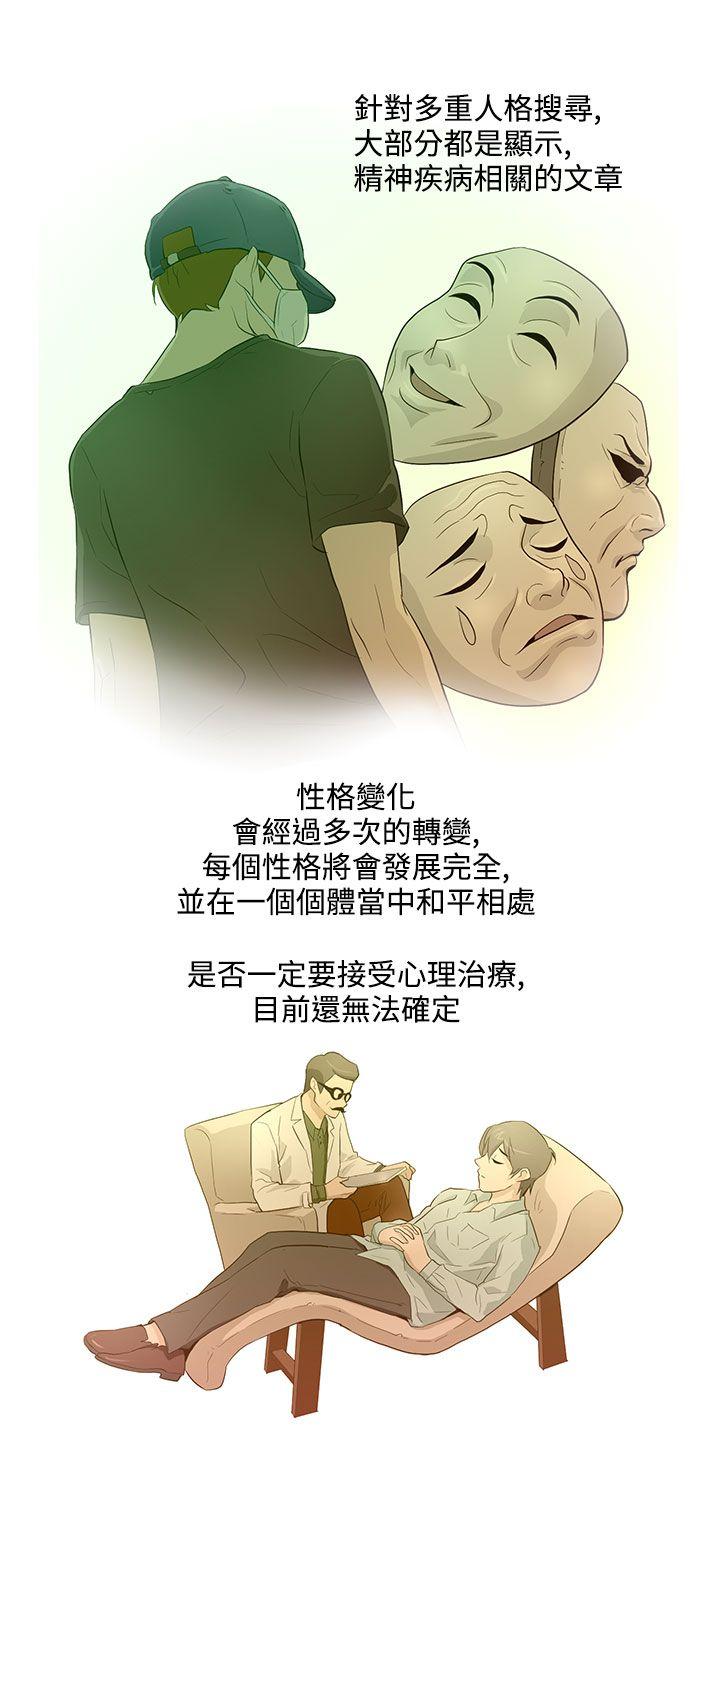 針對多重人格搜尋,
大部分都是顯示,
精神疾病相關的文章
性格變化
會經過多次的轉變,
每個性格將會發展完全,
並在一個個體當中和平相處
是否一定要接受心理治療,
目前還無法確定